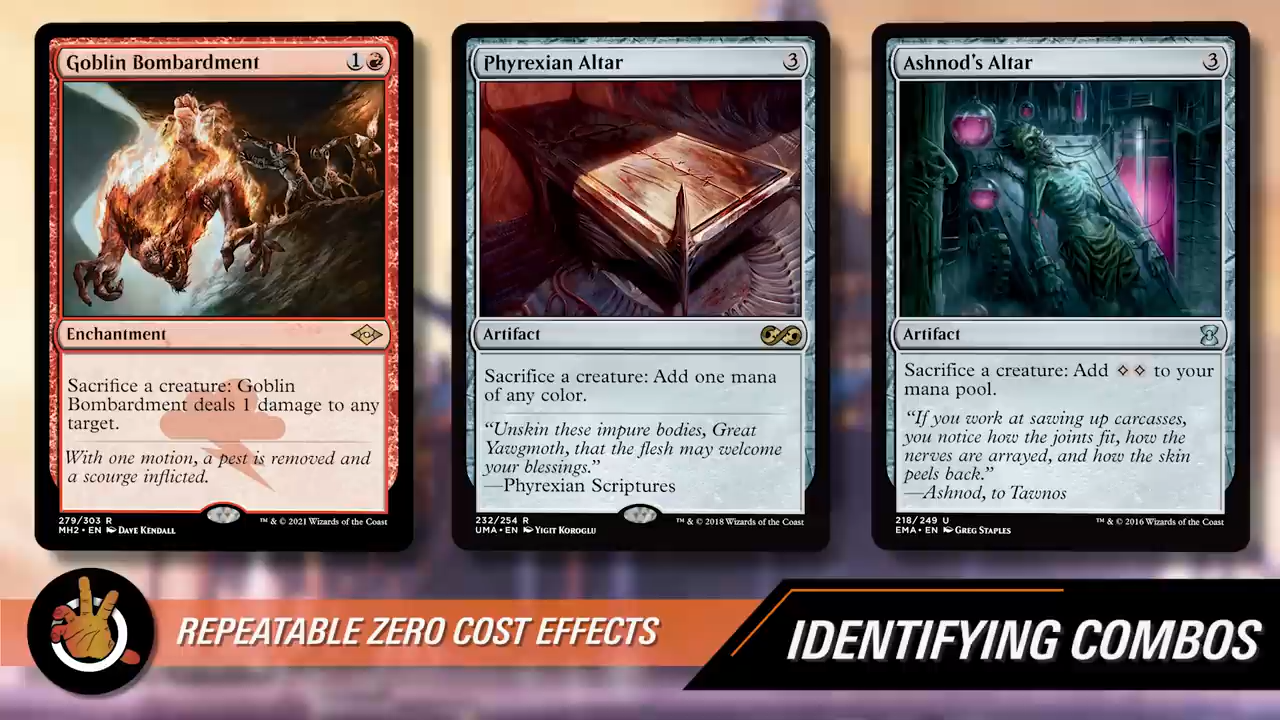 Goblin Bombardment 1
Enchantment
Sacrifice a creature: Goblin
Bombardment deals 1 damage to any
target.
With one motion, a pest is removed and
a scourge inflicted.
279/303 R
MH2 • EN Dave Kendall
™ & © 2021 Wizards of the Coast
Phyrexian Altar 3
Artifact
Sacrifice a creature: Add one mana
of any color.
“Unskin these impure bodies, Great
Yawgmoth, that the flesh may welcome
your blessings.”
—Phyrexian Scriptures
232/254 R
UMA • EN Yigit Koroglu
™ & © 2018 Wizards of the Coast
Ashnod's Altar 3
Artifact
Sacrifice a creature: Add to your
mana pool.
“If you work at sawing up carcasses,
you notice how the joints fit, how the
nerves are arrayed, and how the skin
peels back.”
—Ashnod, to Tawnos
218/249 U
EMA • EN Greg Staples
™ & © 2016 Wizards of the Coast
REPEATABLE ZERO COST EFFECTS
IDENTIFYING COMBOS